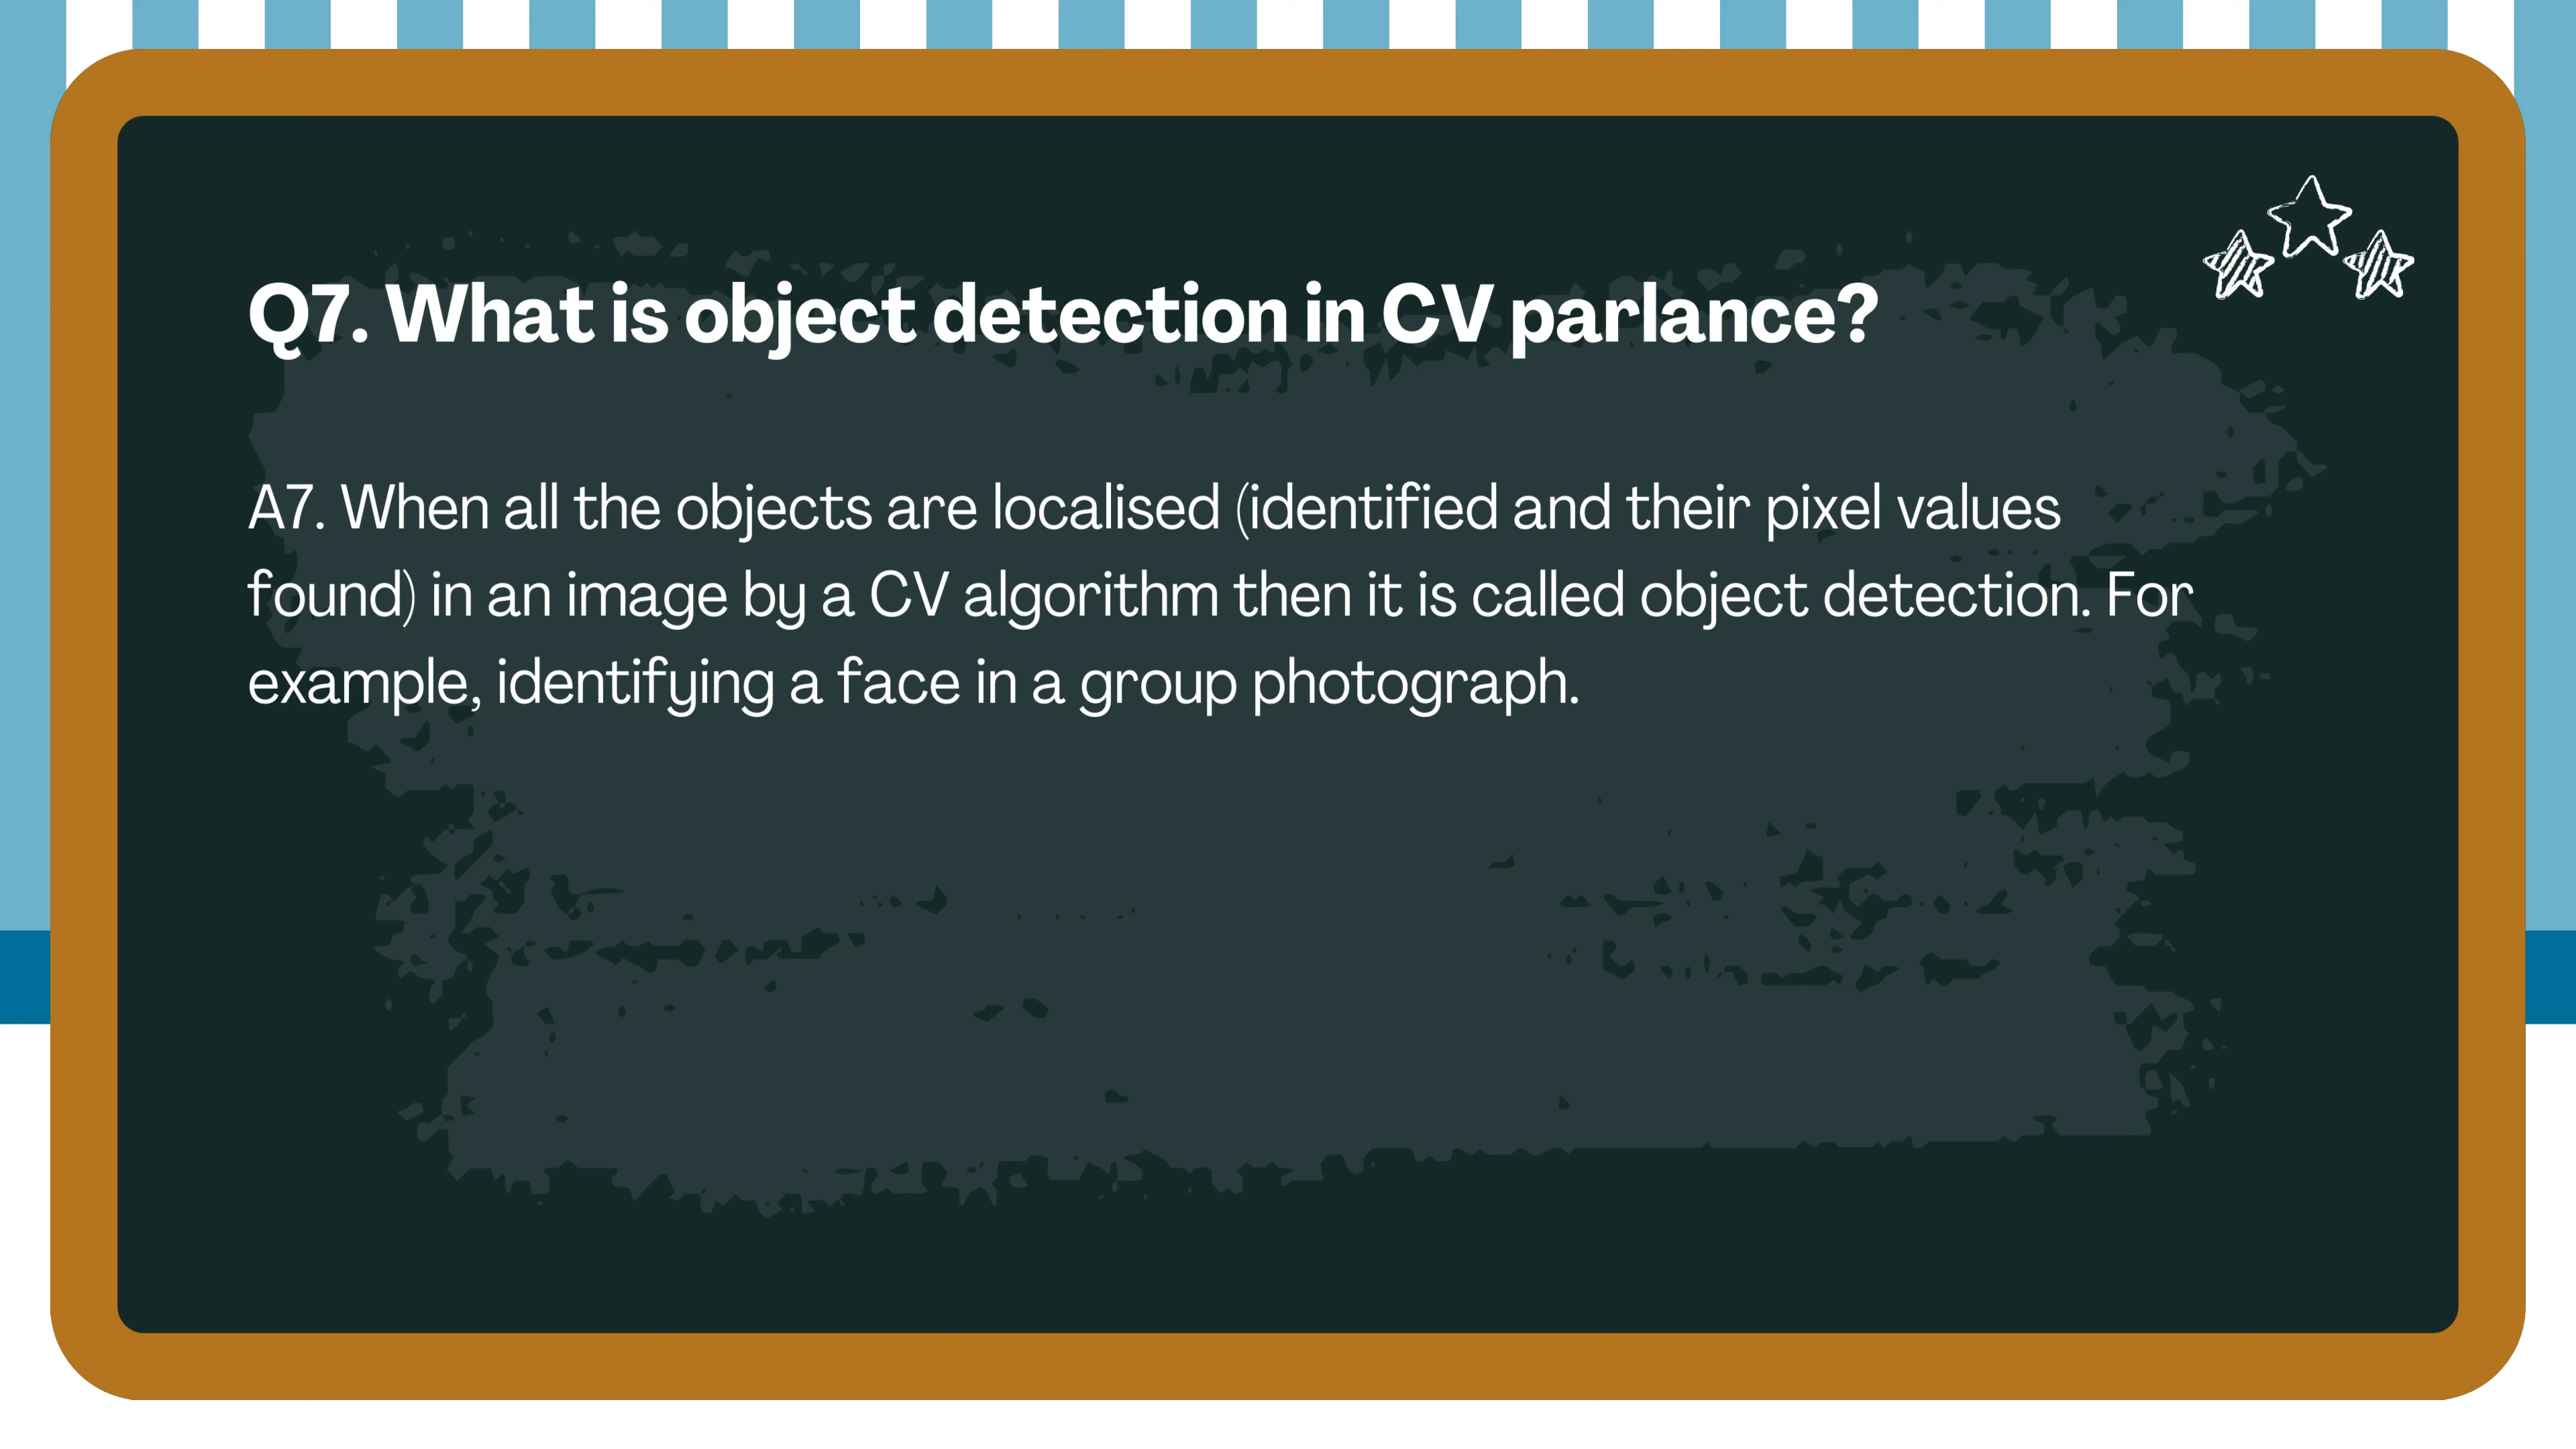 Q7. What is object detection in CV parlance?
A7. When all the objects are localised (identified and their pixel values
found) in an image by a CV algorithm then it is called object detection. For
example, identifying a face in a group photograph.